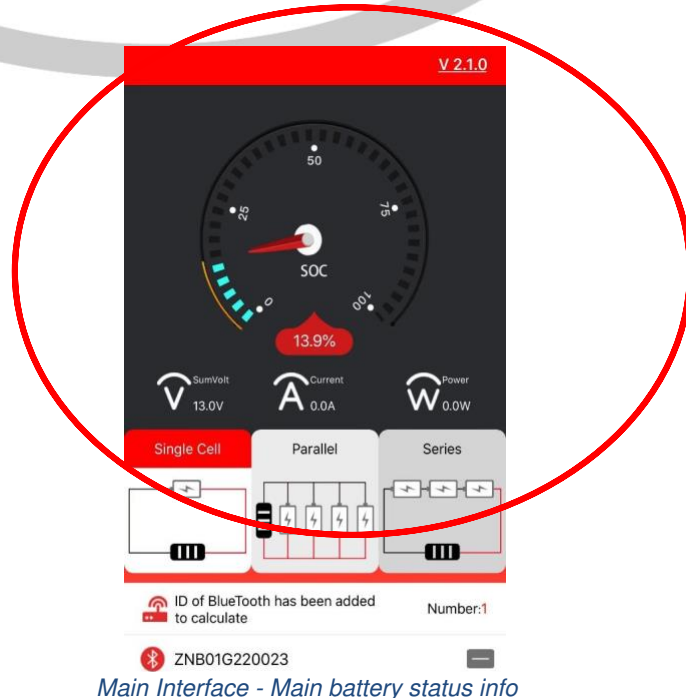 V 2.1.0
50
25
75
SOC
0
100
13.9%
SumVolt
V 13.0V
Current
A 0.0A
Power
W 0.0W
Single Cell Parallel Series
ID of BlueTooth has been added
to calculate
Number:1
ZNB01G220023
Main Interface - Main battery status info